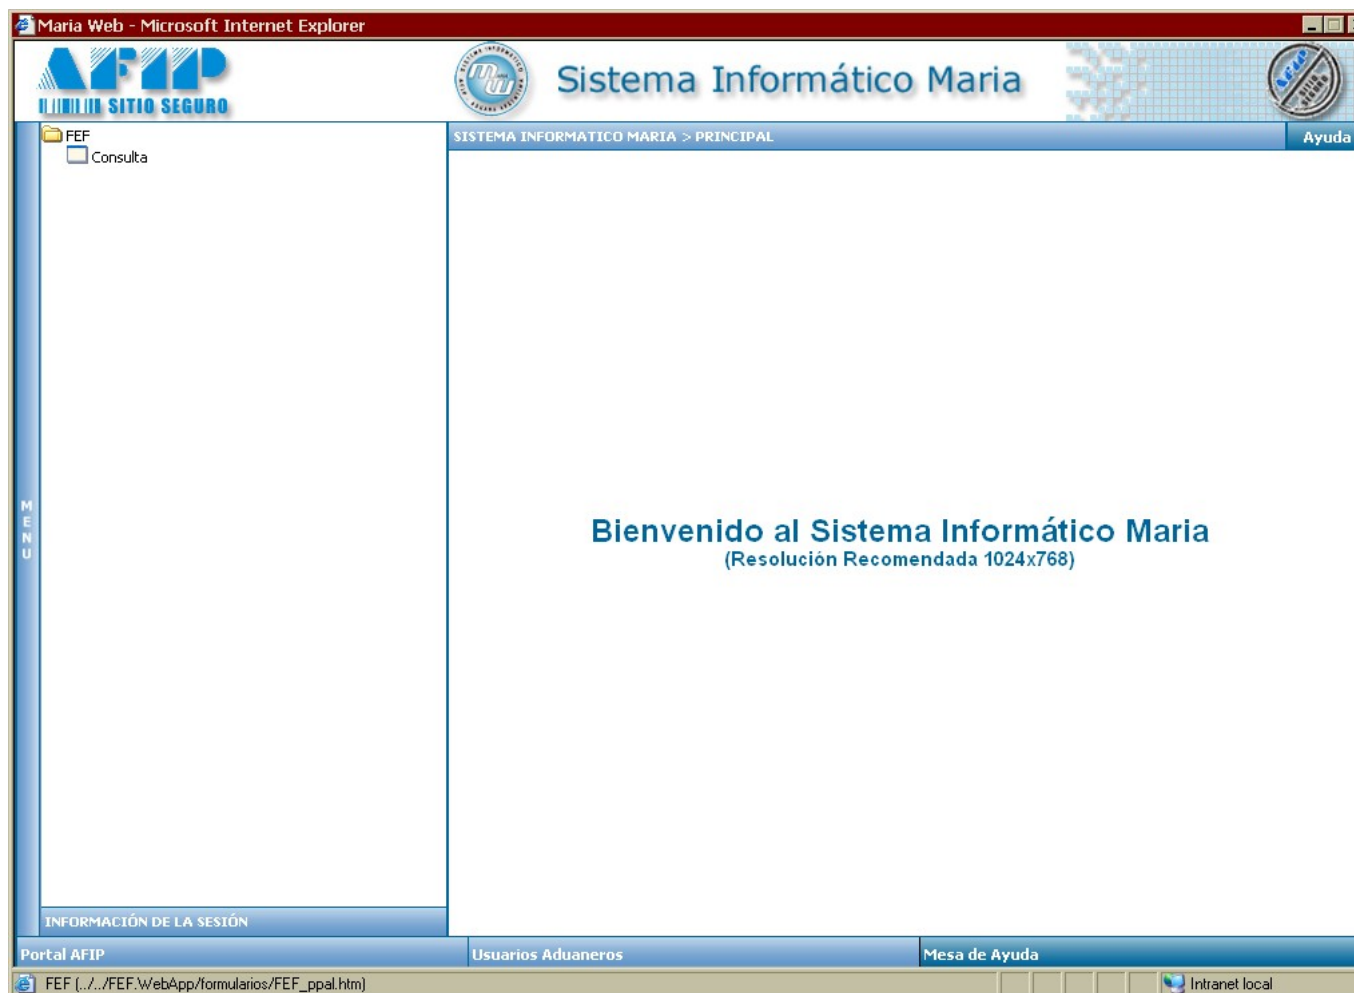 Maria Web - Microsoft Internet Explorer
AFIP
SITIO SEGURO
Sistema Informático Maria
FEF
Consulta
SISTEMA INFORMATICO MARIA > PRINCIPAL
Ayuda
MENU
Bienvenido al Sistema Informático Maria
(Resolución Recomendada 1024x768)
INFORMACIÓN DE LA SESIÓN
Portal AFIP
Usuarios Aduaneros
Mesa de Ayuda
FEF (../../FEF.WebApp/formularios/FEF_ppal.htm)
Intranet local